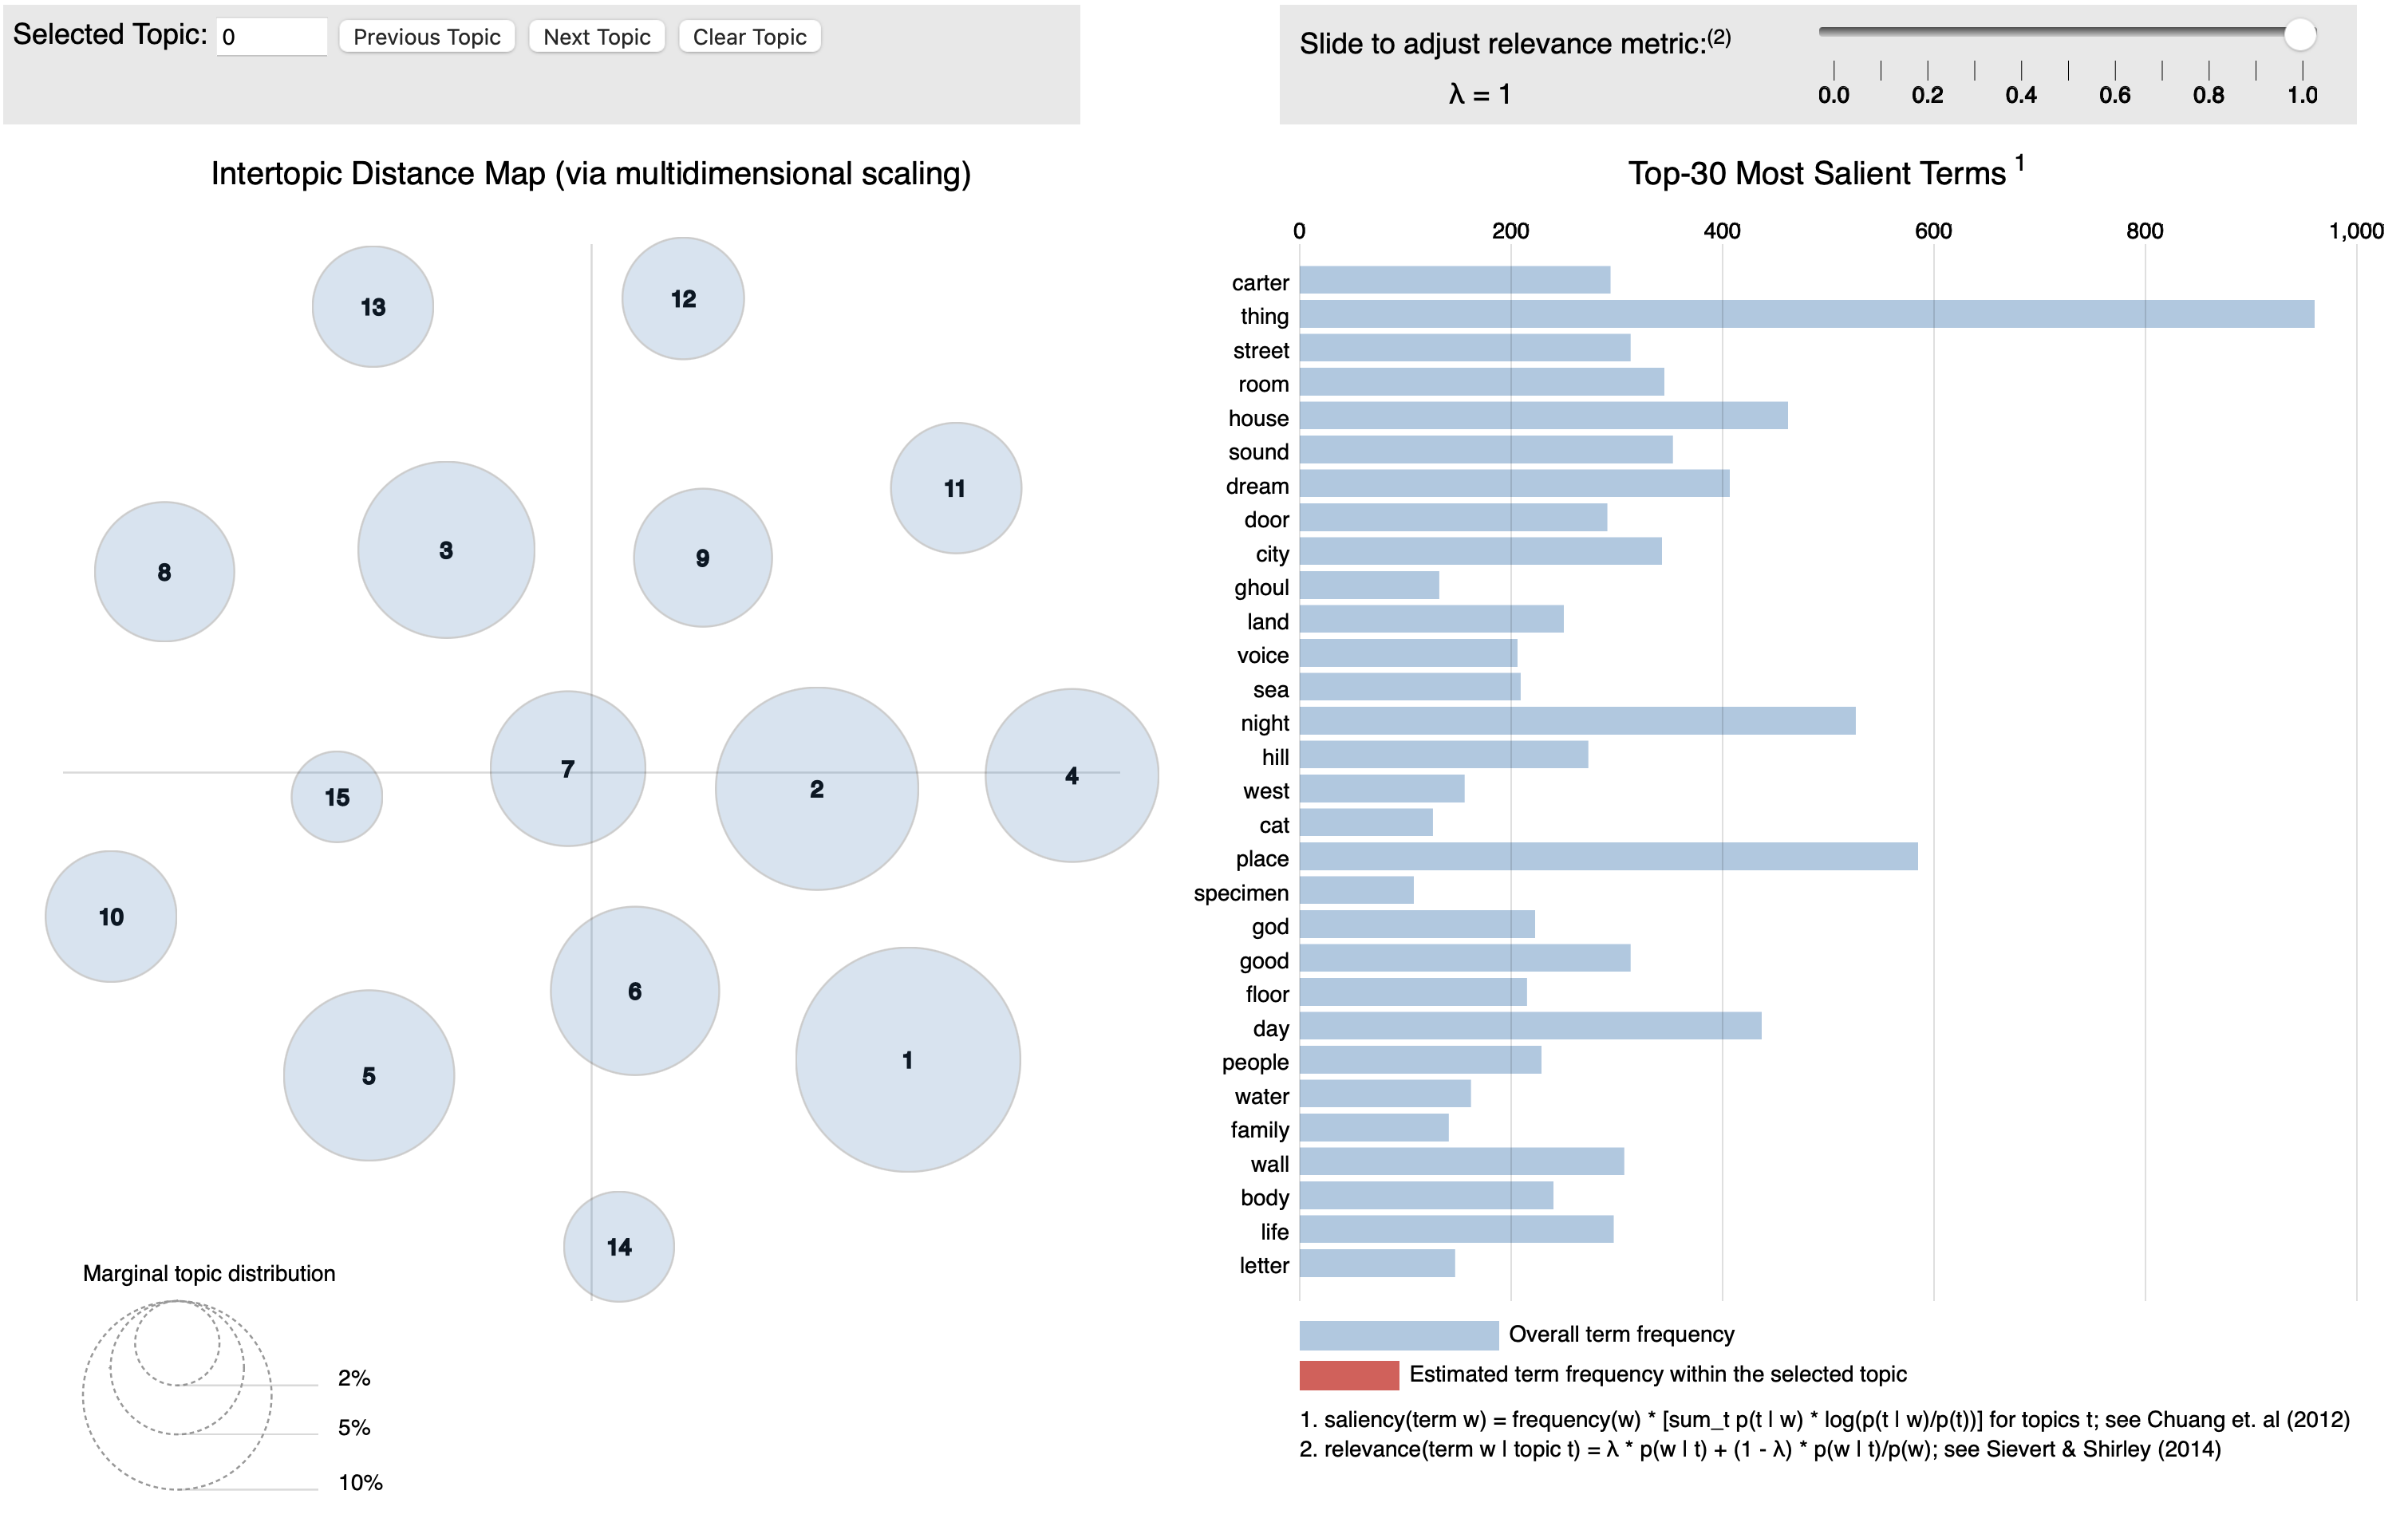 Selected Topic: 0 Previous Topic Next Topic Clear Topic
Slide to adjust relevance metric:(2)
λ = 1
0.0 0.2 0.4 0.6 0.8 1.0
Intertopic Distance Map (via multidimensional scaling)
13
12
11
3
9
8
7
4
2
15
10
6
1
5
14
Marginal topic distribution
2%
5%
10%
Top-30 Most Salient Terms 1
0 200 400 600 800 1,000
carter
thing
street
room
house
sound
dream
door
city
ghoul
land
voice
sea
night
hill
west
cat
place
specimen
god
good
floor
day
people
water
family
wall
body
life
letter
Overall term frequency
Estimated term frequency within the selected topic
1. saliency(term w) = frequency(w) * [sum_t p(t | w) * log(p(t | w)/p(t))] for topics t; see Chuang et. al (2012)
2. relevance(term w | topic t) = λ * p(w | t) + (1 - λ) * p(w | t)/p(w); see Sievert & Shirley (2014)